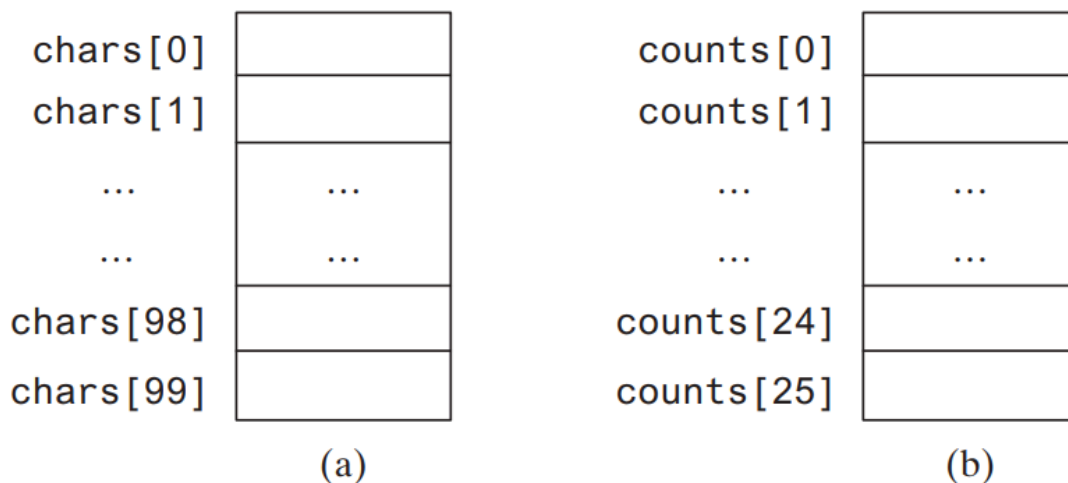 chars[0] counts[0]
chars[1] counts[1]
... ... ... ...
... ... ... ...
chars[98] counts[24]
chars[99] counts[25]
(a) (b)